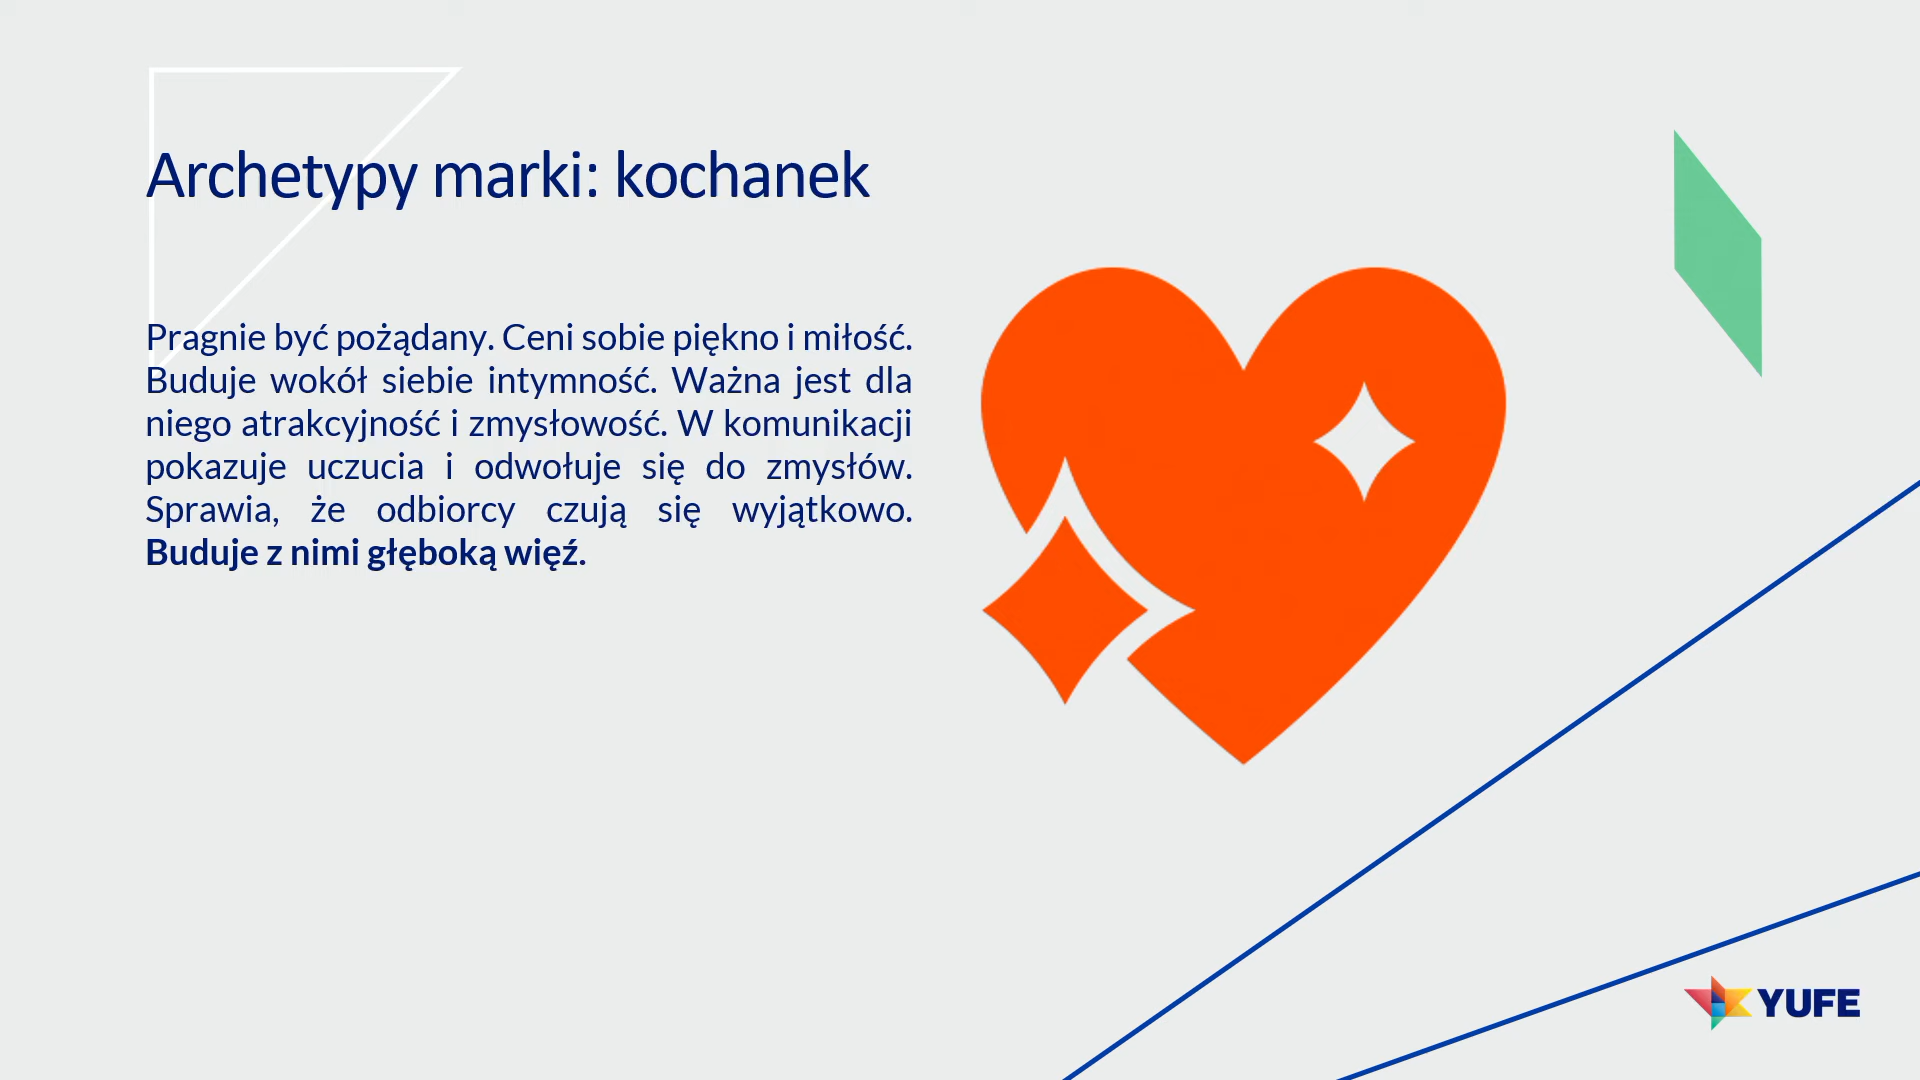 Archetypy marki: kochanek
Pragnie być pożądany. Ceni sobie piękno i miłość.
Buduje wokół siebie intymność. Ważna jest dla
niego atrakcyjność i zmysłowość. W komunikacji
pokazuje uczucia i odwołuje się do zmysłów.
Sprawia, że odbiorcy czują się wyjątkowo.
Buduje z nimi głęboką więź.
YUFE